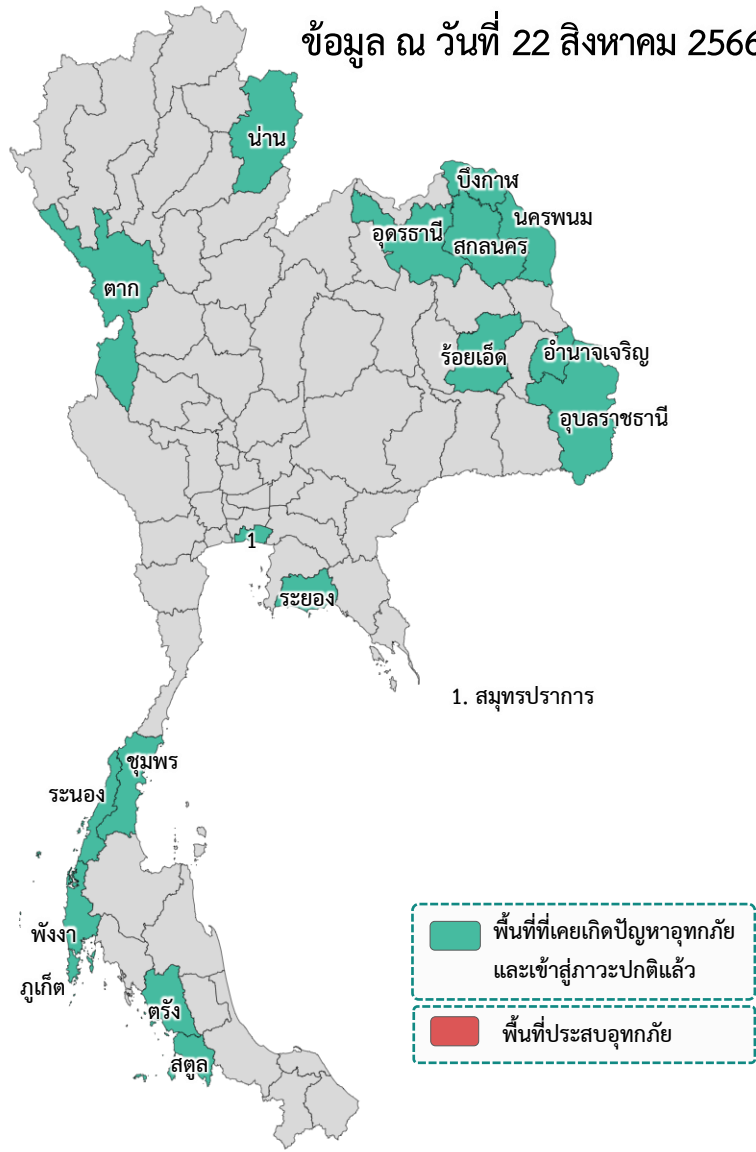 ข้อมูล ณ วันที่ 22 สิงหาคม 2566
น่าน
บึงกาฬ
นครพนม
อุดรธานี
สกลนคร
ตาก
ร้อยเอ็ด
อำนาจเจริญ
อุบลราชธานี
1
ระยอง
1. สมุทรปราการ
ชุมพร
ระนอง
พังงา
ภูเก็ต
ตรัง
สตูล
พื้นที่ที่เคยเกิดปัญหาอุทกภัย
และเข้าสู่ภาวะปกติแล้ว
พื้นที่ประสบอุทกภัย